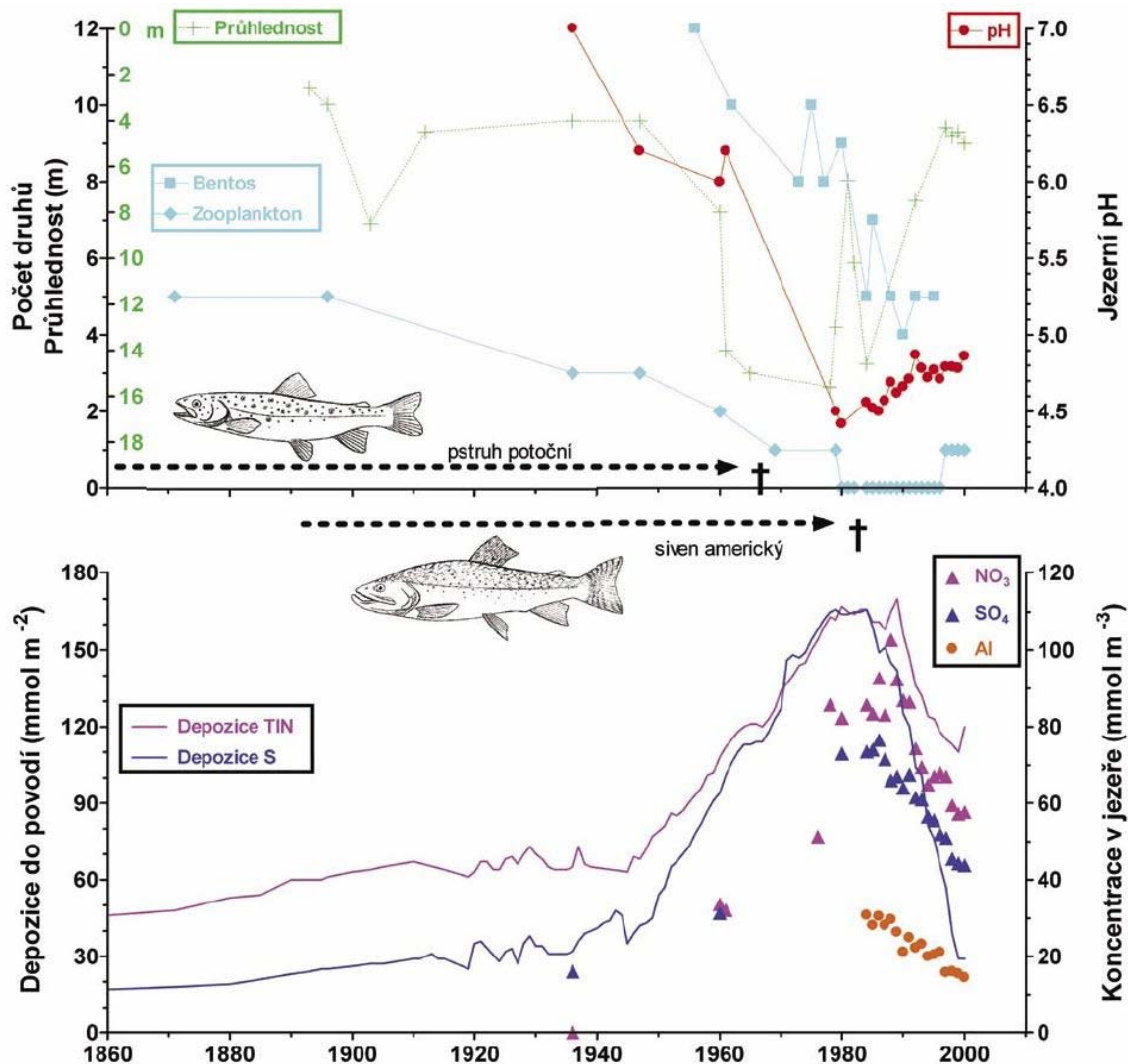 12
10
8
6
4
2
0
Počet druhů
Průhlednost (m)
0 m
2
4
6
8
10
12
14
16
18
Průhlednost
Bentos
Zooplankton
pH
7.0
6.5
6.0
5.5
5.0
4.5
4.0
Jezerní pH
pstruh potoční
siven americký
180
150
120
90
60
30
0
Depozice do povodí (mmol m⁻²)
Depozice TIN
Depozice S
NO₃
SO₄
Al
120
100
80
60
40
20
0
Koncentrace v jezeře (mmol m⁻³)
1860 1880 1900 1920 1940 1960 1980 2000